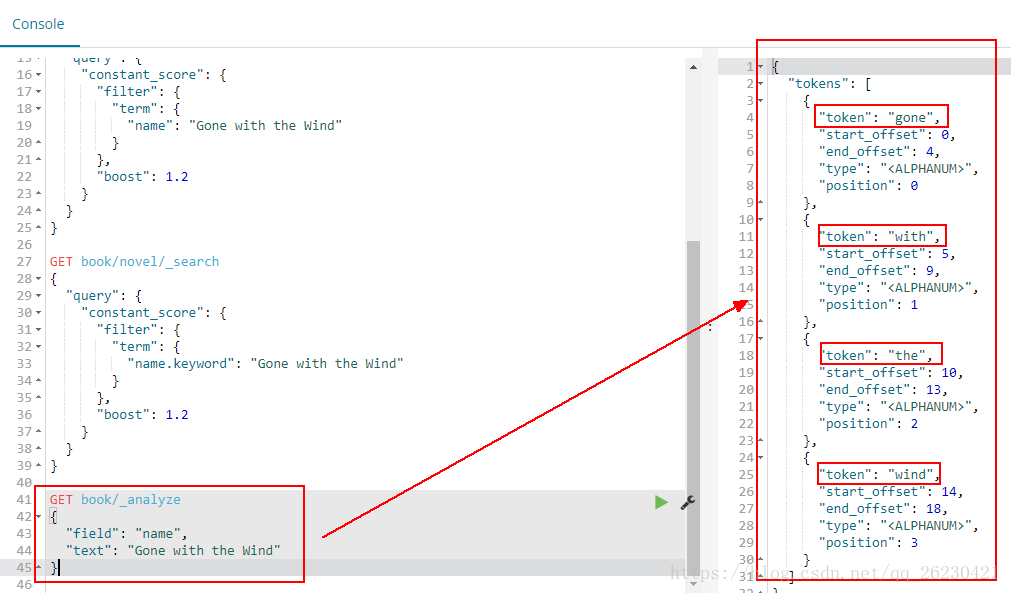 Console
15 "query": {
16 "constant_score": {
17 "filter": {
18 "term": {
19 "name": "Gone with the Wind"
20 }
21 },
22 "boost": 1.2
23 }
24 }
25 }
26
27 GET book/novel/_search
28 {
29 "query": {
30 "constant_score": {
31 "filter": {
32 "term": {
33 "name.keyword": "Gone with the Wind"
34 }
35 },
36 "boost": 1.2
37 }
38 }
39 }
40
41 GET book/_analyze
42 {
43 "field": "name",
44 "text": "Gone with the Wind"
45 }
46
1 {
2 "tokens": [
3 {
4 "token": "gone",
5 "start_offset": 0,
6 "end_offset": 4,
7 "type": "<ALPHANUM>",
8 "position": 0
9 },
10 {
11 "token": "with",
12 "start_offset": 5,
13 "end_offset": 9,
14 "type": "<ALPHANUM>",
15 "position": 1
16 },
17 {
18 "token": "the",
19 "start_offset": 10,
20 "end_offset": 13,
21 "type": "<ALPHANUM>",
22 "position": 2
23 },
24 {
25 "token": "wind",
26 "start_offset": 14,
27 "end_offset": 18,
28 "type": "<ALPHANUM>",
29 "position": 3
30 }
31 ]
32 }
https://blog.csdn.net/qq_26230421